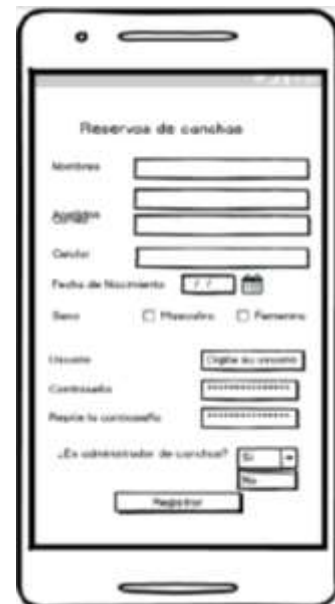 Reservas de canchas
Nombres
Apellidos
Correo
Celular
Fecha de Nacimiento / /
Sexo Masculino Femenino
Usuario Digite su usuario
Contraseña **************
Repita la contraseña **************
¿Es administrador de canchas? Si
No
Registrar